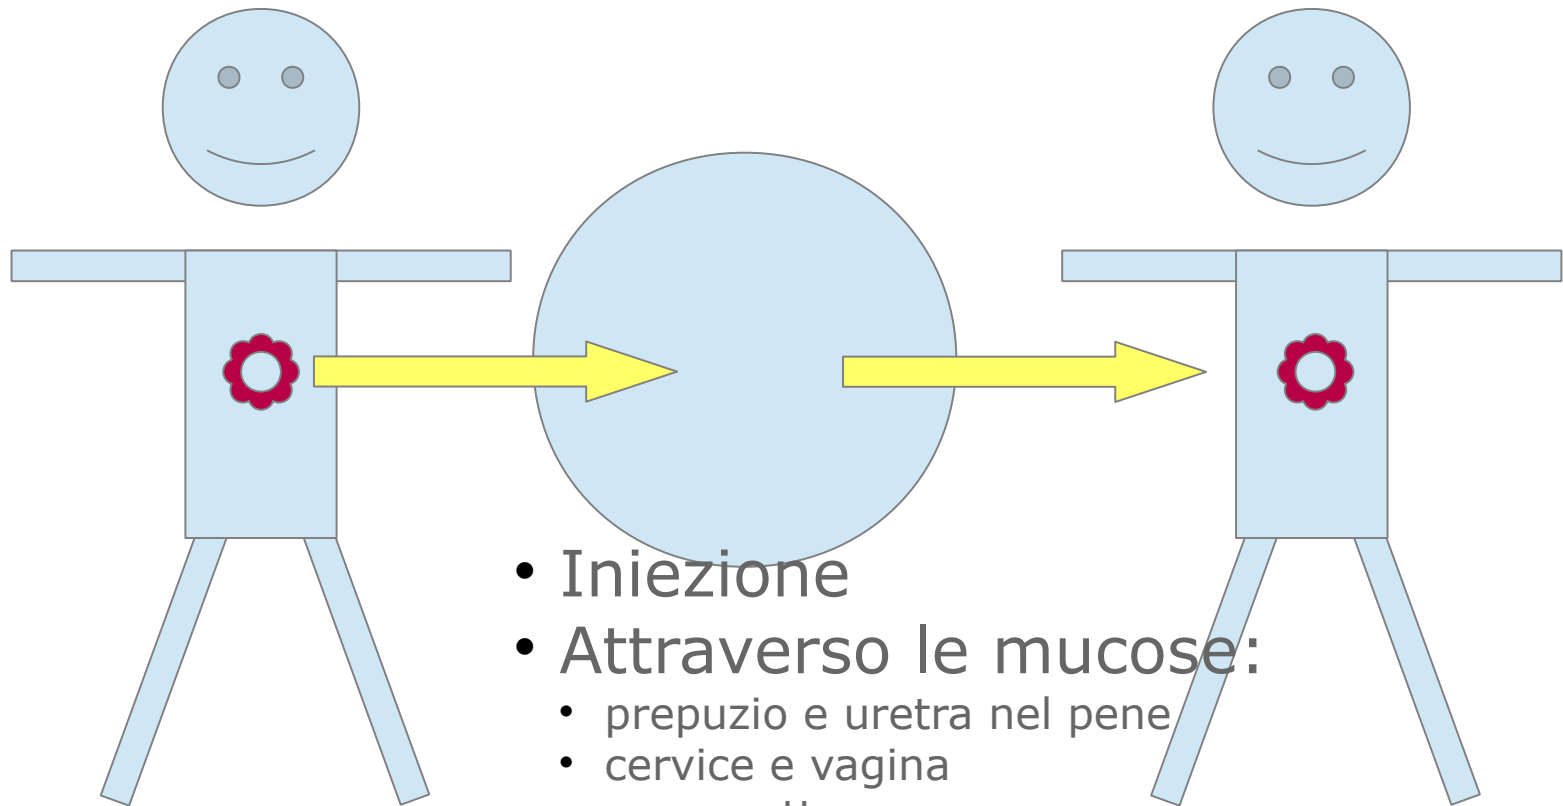 • Iniezione
• Attraverso le mucose:
• prepuzio e uretra nel pene
• cervice e vagina